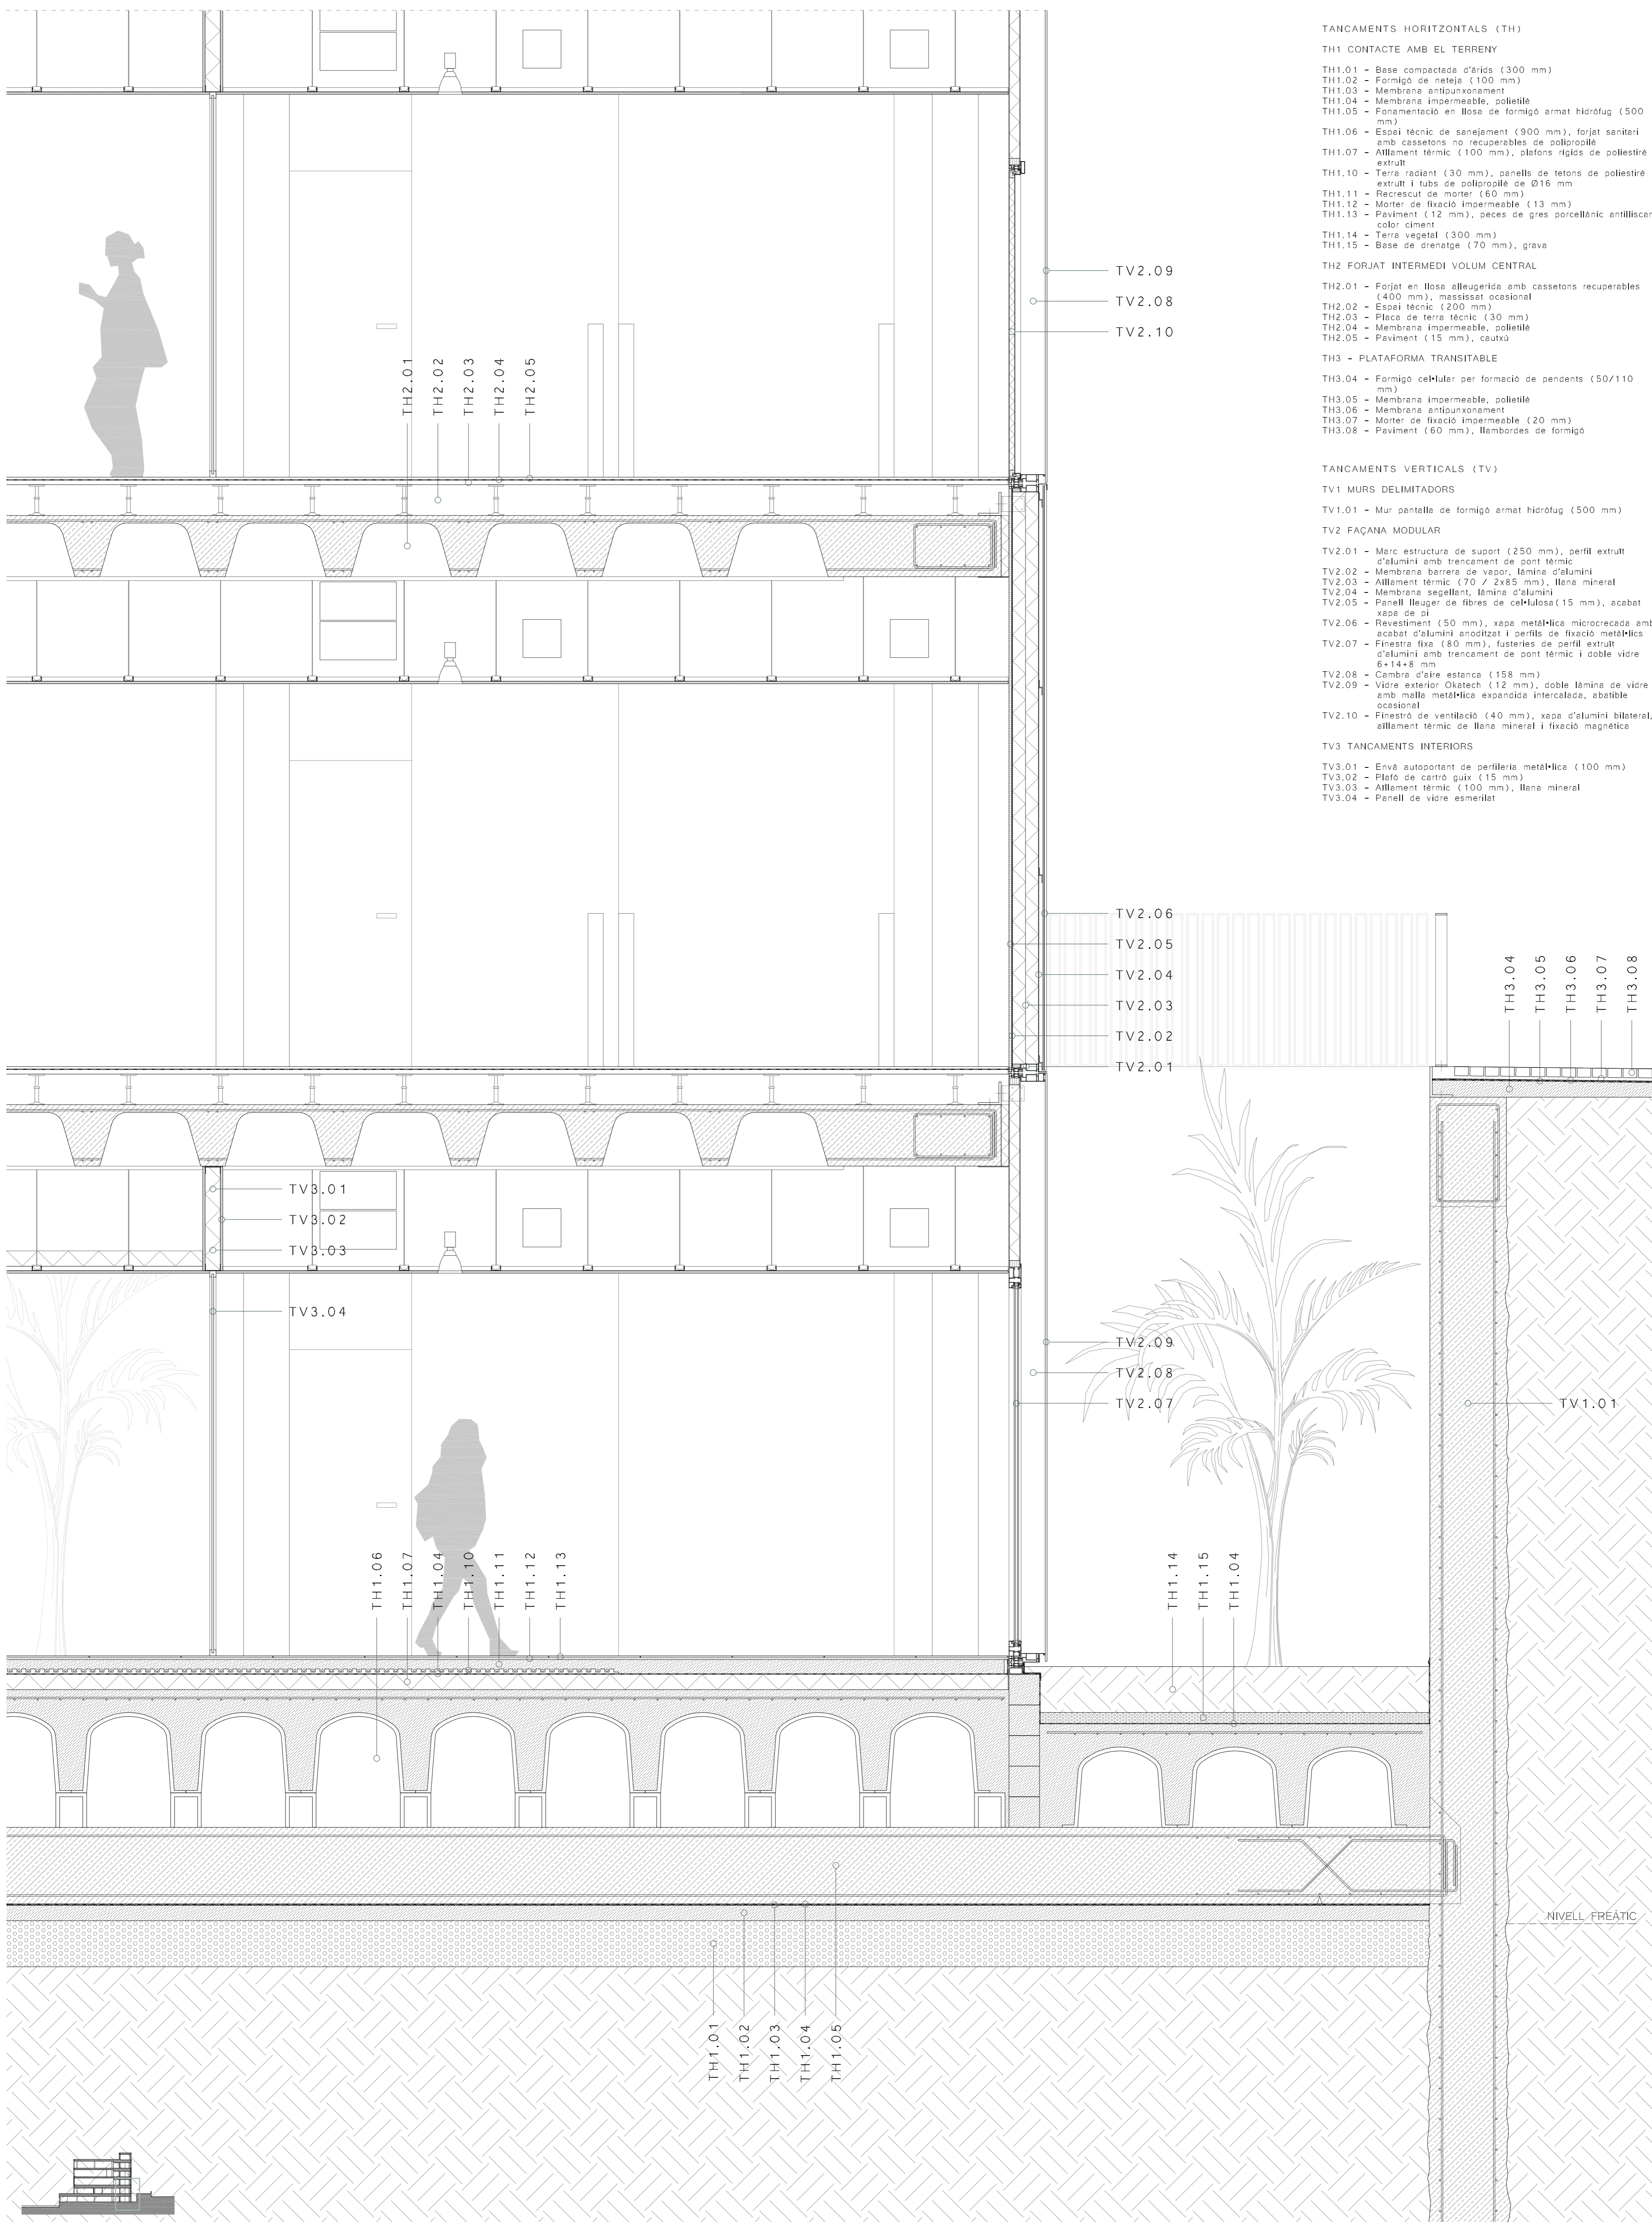 TANCAMENTS HORITZONTALS (TH)
TH1 CONTACTE AMB EL TERRENY
TH1.01 - Base compactada d'àrids (300 mm)
TH1.02 - Formigó de neteja (100 mm)
TH1.03 - Membrana antipunxonament
TH1.04 - Membrana impermeable, polietilè
TH1.05 - Fonamentació en llosa de formigó armat hidròfug (500
mm)
TH1.06 - Espai tècnic de sanejament (900 mm), forjat sanitari
amb cassetons no recuperables de polipropilè
TH1.07 - Aïllament tèrmic (100 mm), plafons rígids de poliestirè
extruït
TH1.10 - Terra radiant (30 mm), panells de tetons de poliestirè
extruït i tubs de polipropilè de Ø16 mm
TH1.11 - Recrescut de morter (60 mm)
TH1.12 - Morter de fixació impermeable (13 mm)
TH1.13 - Paviment (12 mm), peces de gres porcellànic antilliscant
color ciment
TH1.14 - Terra vegetal (300 mm)
TH1.15 - Base de drenatge (70 mm), grava
TH2 FORJAT INTERMEDI VOLUM CENTRAL
TH2.01 - Forjat en llosa alleugerida amb cassetons recuperables
(400 mm), massissat ocasional
TH2.02 - Espai tècnic (200 mm)
TH2.03 - Placa de terra tècnic (30 mm)
TH2.04 - Membrana impermeable, polietilè
TH2.05 - Paviment (15 mm), cautxú
TH3 - PLATAFORMA TRANSITABLE
TH3.04 - Formigó cel•lular per formació de pendents (50/110
mm)
TH3.05 - Membrana impermeable, polietilè
TH3.06 - Membrana antipunxonament
TH3.07 - Morter de fixació impermeable (20 mm)
TH3.08 - Paviment (60 mm), llambordes de formigó
TANCAMENTS VERTICALS (TV)
TV1 MURS DELIMITADORS
TV1.01 - Mur pantalla de formigó armat hidròfug (500 mm)
TV2 FAÇANA MODULAR
TV2.01 - Marc estructura de suport (250 mm), perfil extruït
d'alumini amb trencament de pont tèrmic
TV2.02 - Membrana barrera de vapor, làmina d'alumini
TV2.03 - Aïllament tèrmic (70 / 2x85 mm), llana mineral
TV2.04 - Membrana segellant, làmina d'alumini
TV2.05 - Panell lleuger de fibres de cel•lulosa(15 mm), acabat
xapa de pi
TV2.06 - Revestiment (50 mm), xapa metàl•lica microcrecada amb
acabat d'alumini anoditzat i perfils de fixació metàl•lics
TV2.07 - Finestra fixa (80 mm), fusteries de perfil extruït
d'alumini amb trencament de pont tèrmic i doble vidre
6+14+8 mm
TV2.08 - Cambra d'aire estanca (158 mm)
TV2.09 - Vidre exterior Okatech (12 mm), doble làmina de vidre
amb malla metàl•lica expandida intercalada, abatible
ocasional
TV2.10 - Finestró de ventilació (40 mm), xapa d'alumini bilateral,
aïllament tèrmic de llana mineral i fixació magnètica
TV3 TANCAMENTS INTERIORS
TV3.01 - Envà autoportant de perfileria metàl•lica (100 mm)
TV3.02 - Plafó de cartró guix (15 mm)
TV3.03 - Aïllament tèrmic (100 mm), llana mineral
TV3.04 - Panell de vidre esmerilat
TV2.09
TV2.08
TV2.10
TH2.01
TH2.02
TH2.03
TH2.04
TH2.05
TV2.06
TV2.05
TV2.04
TV2.03
TV2.02
TV2.01
TH3.04
TH3.05
TH3.06
TH3.07
TH3.08
TV3.01
TV3.02
TV3.03
TV3.04
TV2.09
TV2.08
TV2.07
TV1.01
TH1.06
TH1.07
TH1.04
TH1.10
TH1.11
TH1.12
TH1.13
TH1.14
TH1.15
TH1.04
NIVELL FREÀTIC
TH1.01
TH1.02
TH1.03
TH1.04
TH1.05